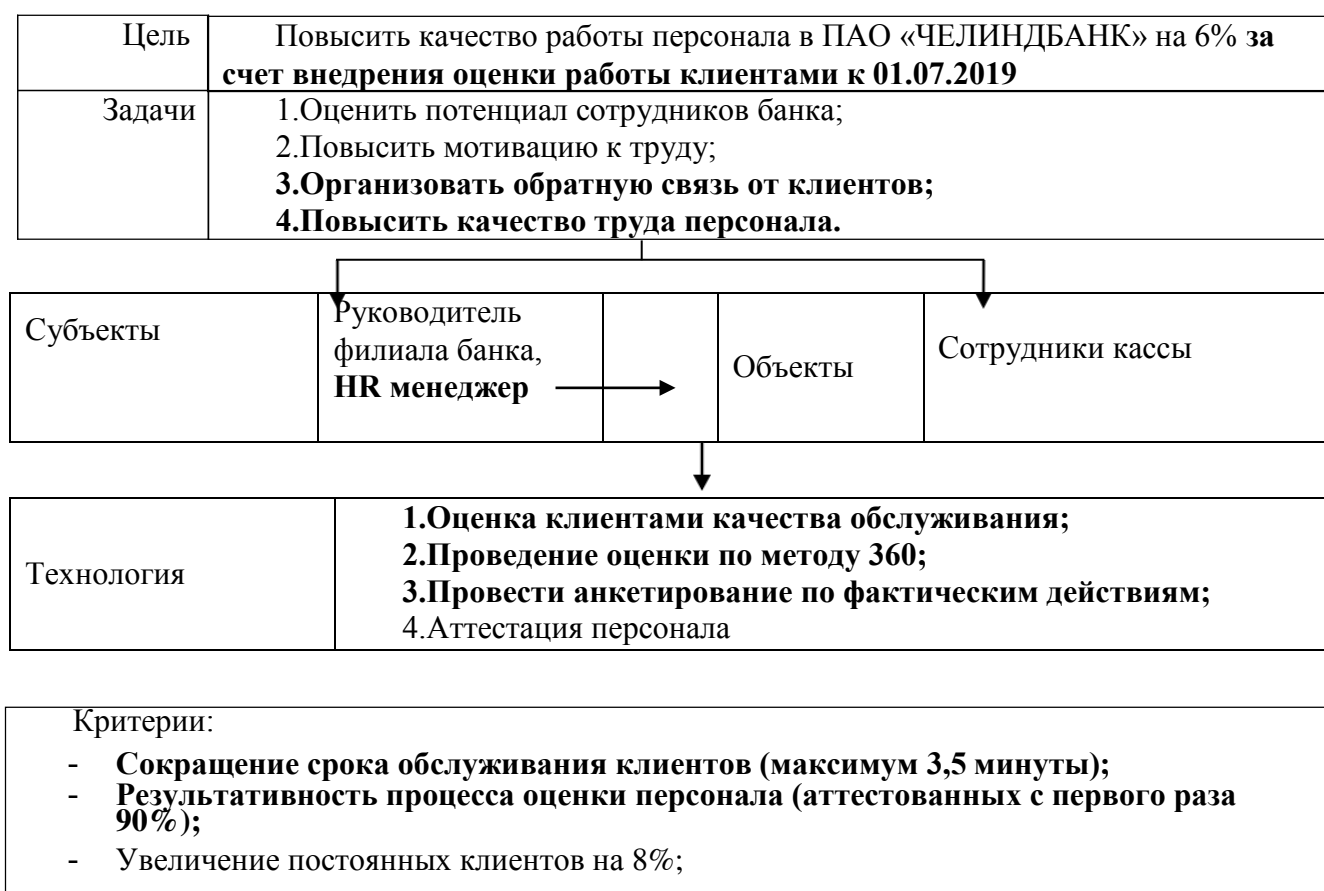 Цель
Повысить качество работы персонала в ПАО «ЧЕЛИНДБАНК» на 6% за
счет внедрения оценки работы клиентами к 01.07.2019
Задачи
1.Оценить потенциал сотрудников банка;
2.Повысить мотивацию к труду;
3.Организовать обратную связь от клиентов;
4.Повысить качество труда персонала.
Субъекты
Руководитель
филиала банка,
HR менеджер
Объекты
Сотрудники кассы
Технология
1.Оценка клиентами качества обслуживания;
2.Проведение оценки по методу 360;
3.Провести анкетирование по фактическим действиям;
4.Аттестация персонала
Критерии:
- Сокращение срока обслуживания клиентов (максимум 3,5 минуты);
- Результативность процесса оценки персонала (аттестованных с первого раза
90%);
- Увеличение постоянных клиентов на 8%;